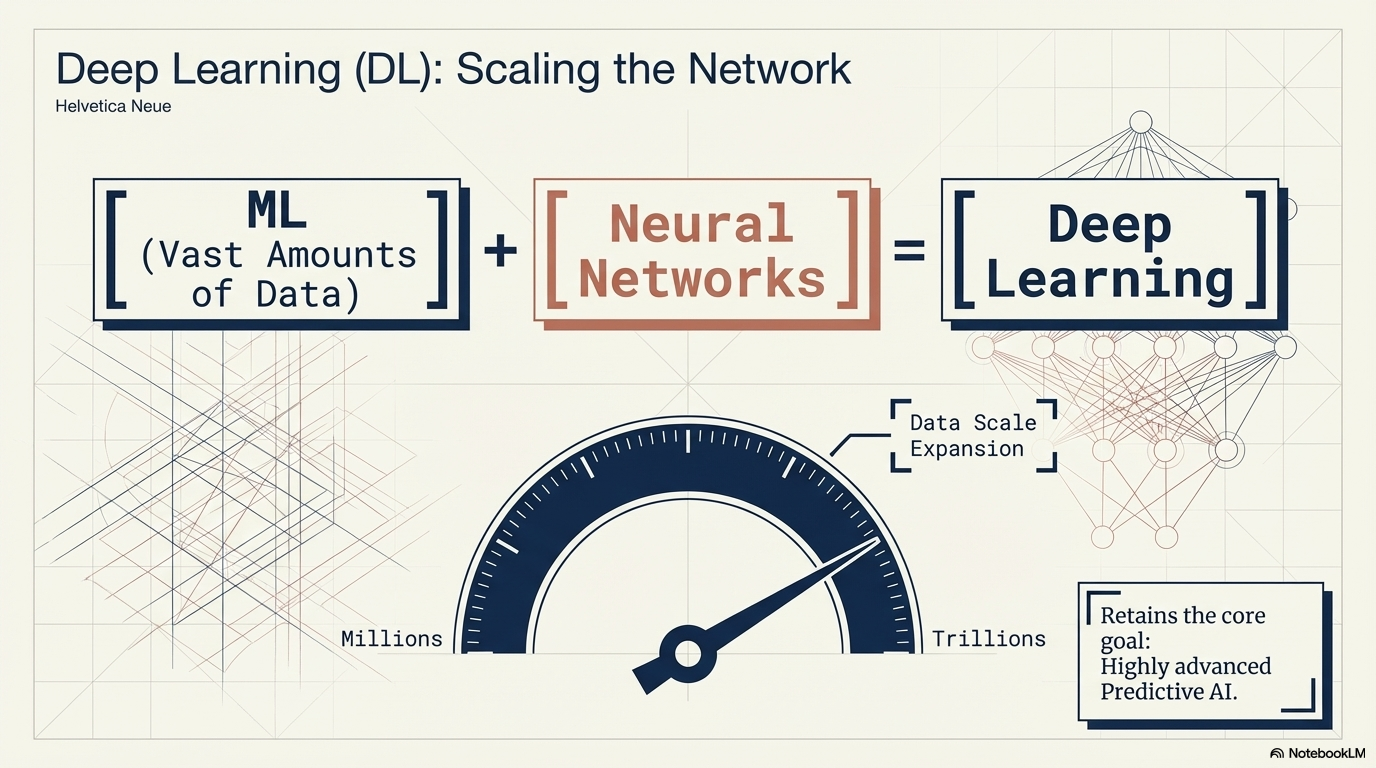 Deep Learning (DL): Scaling the Network
Helvetica Neue
[ML
(Vast Amounts
of Data)]
+
[Neural
Networks]
=
[Deep
Learning]
Data Scale
Expansion
Millions
Trillions
Retains the core
goal:
Highly advanced
Predictive AI.
NotebookLM